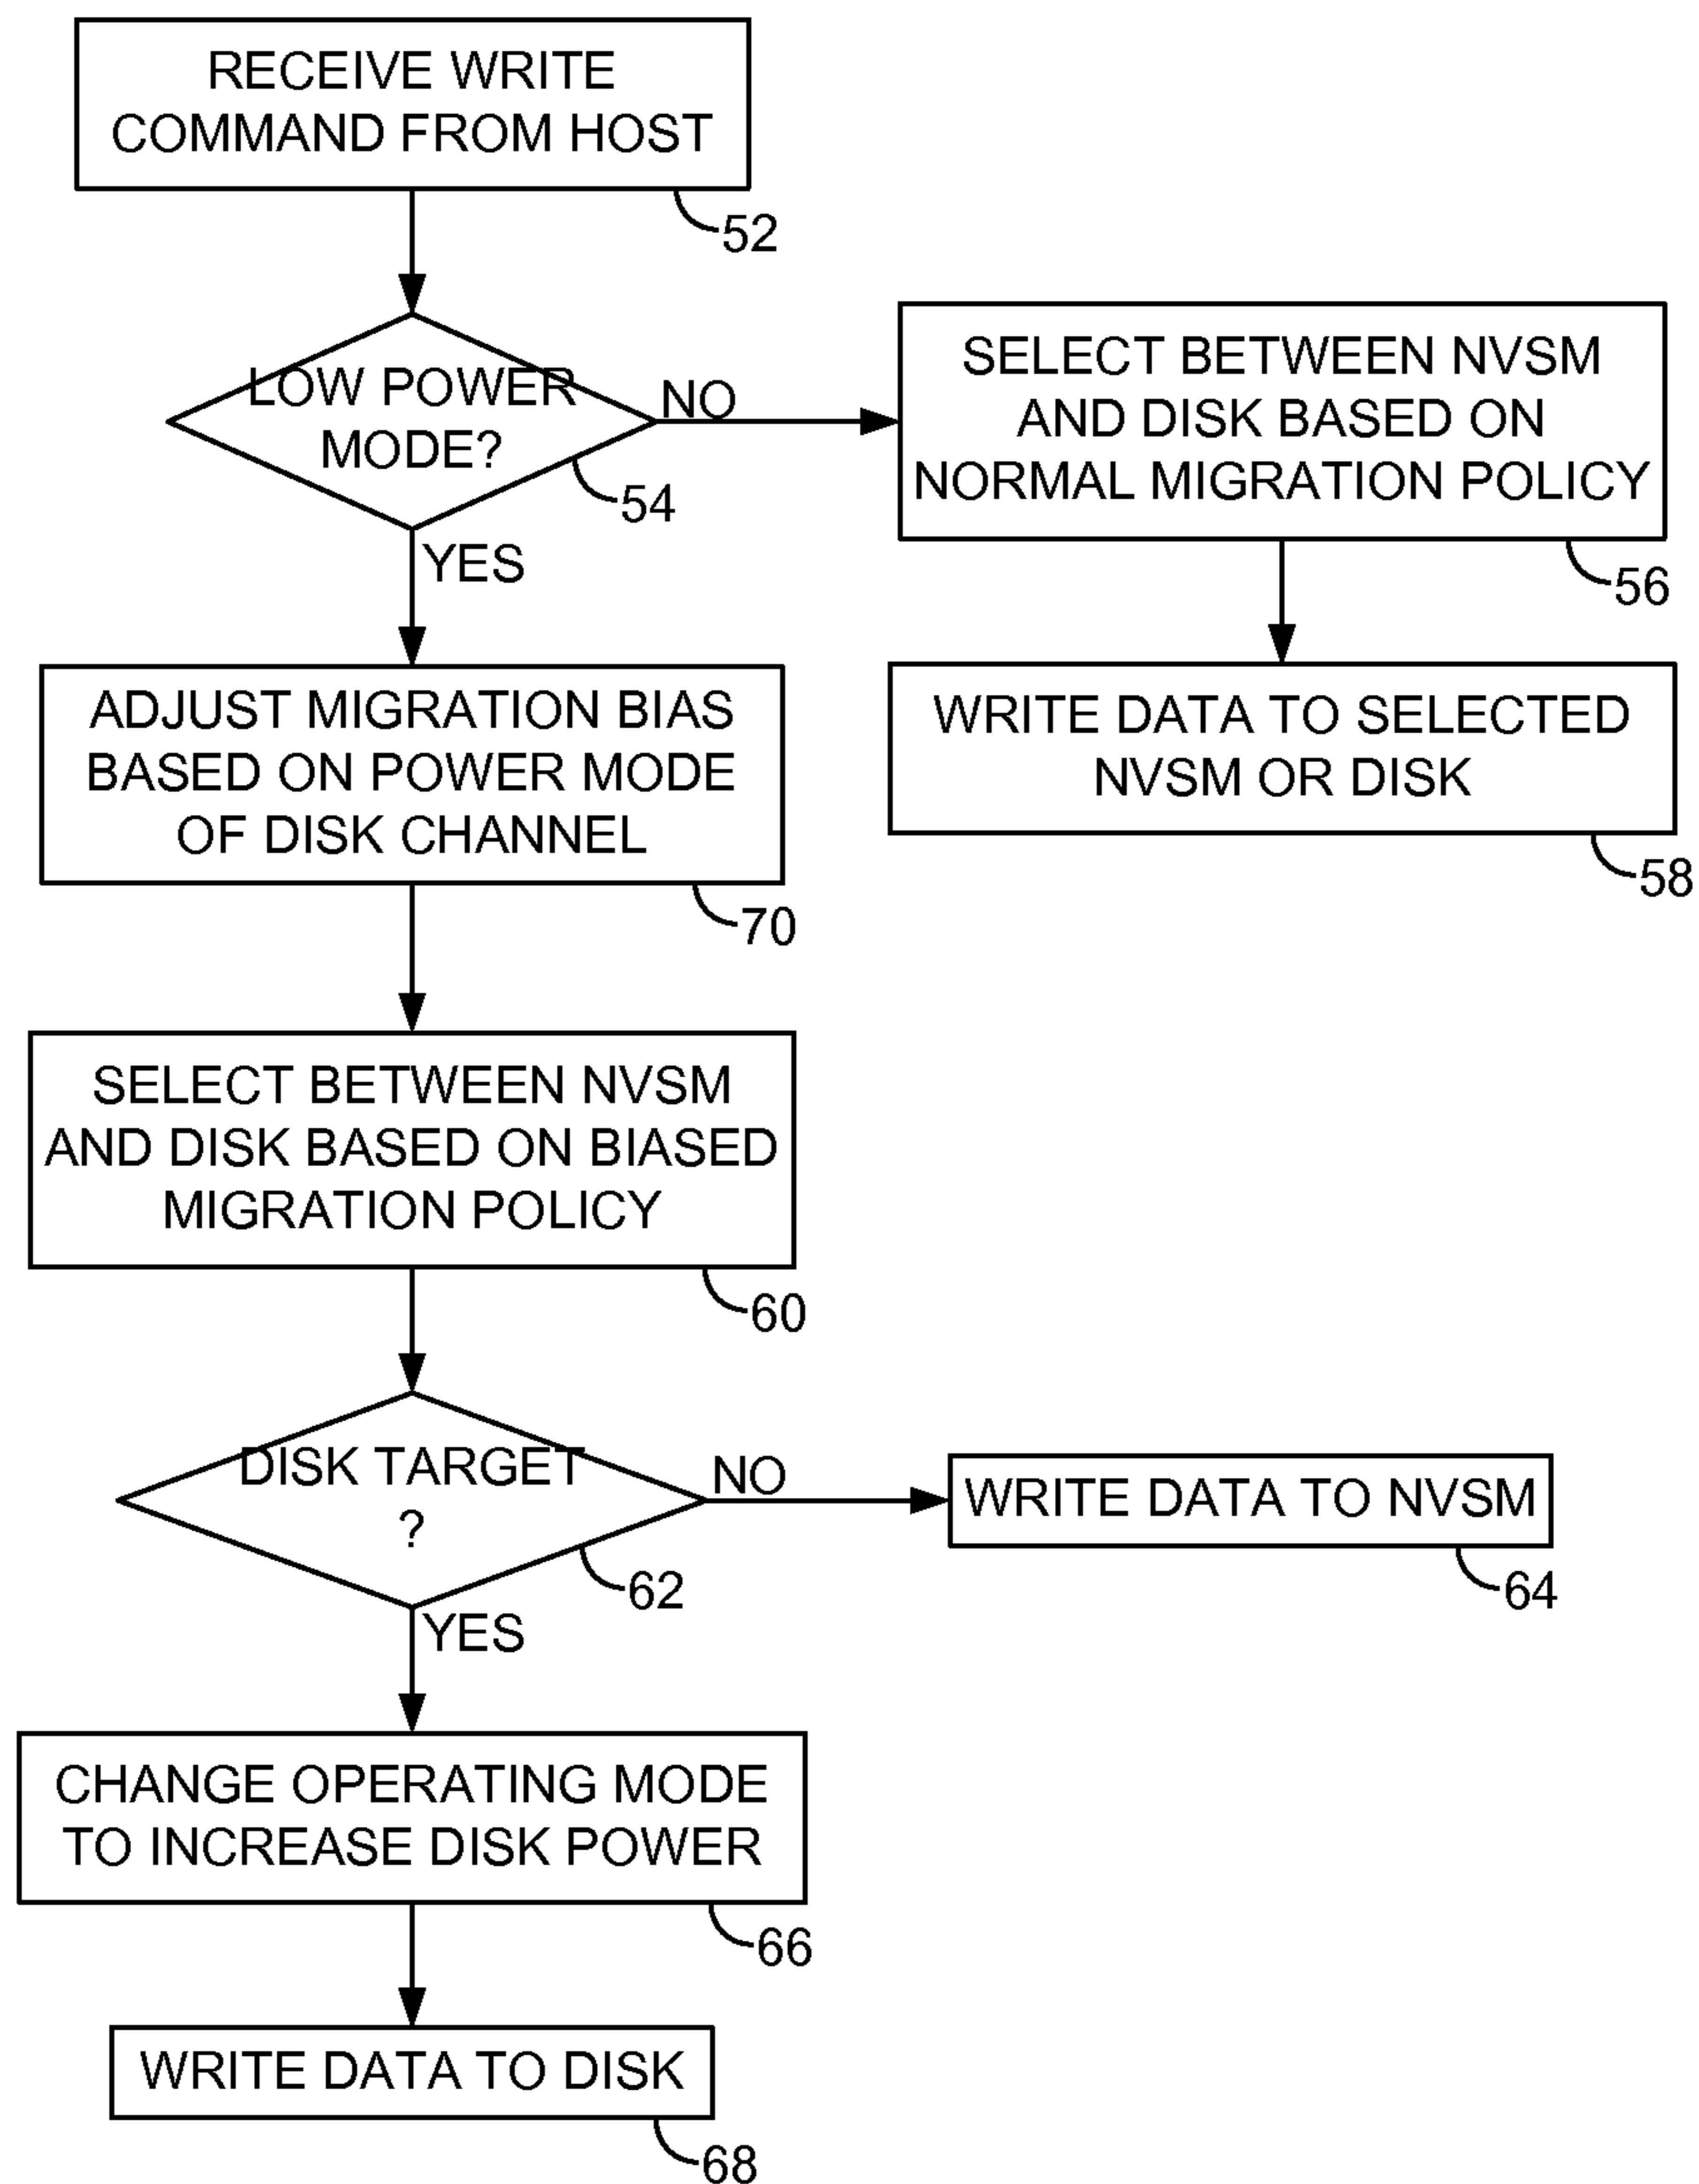 RECEIVE WRITE
COMMAND FROM HOST
52
LOW POWER
MODE?
54
NO
YES
SELECT BETWEEN NVSM
AND DISK BASED ON
NORMAL MIGRATION POLICY
56
WRITE DATA TO SELECTED
NVSM OR DISK
58
ADJUST MIGRATION BIAS
BASED ON POWER MODE
OF DISK CHANNEL
70
SELECT BETWEEN NVSM
AND DISK BASED ON BIASED
MIGRATION POLICY
60
DISK TARGET
?
62
NO
YES
WRITE DATA TO NVSM
64
CHANGE OPERATING MODE
TO INCREASE DISK POWER
66
WRITE DATA TO DISK
68